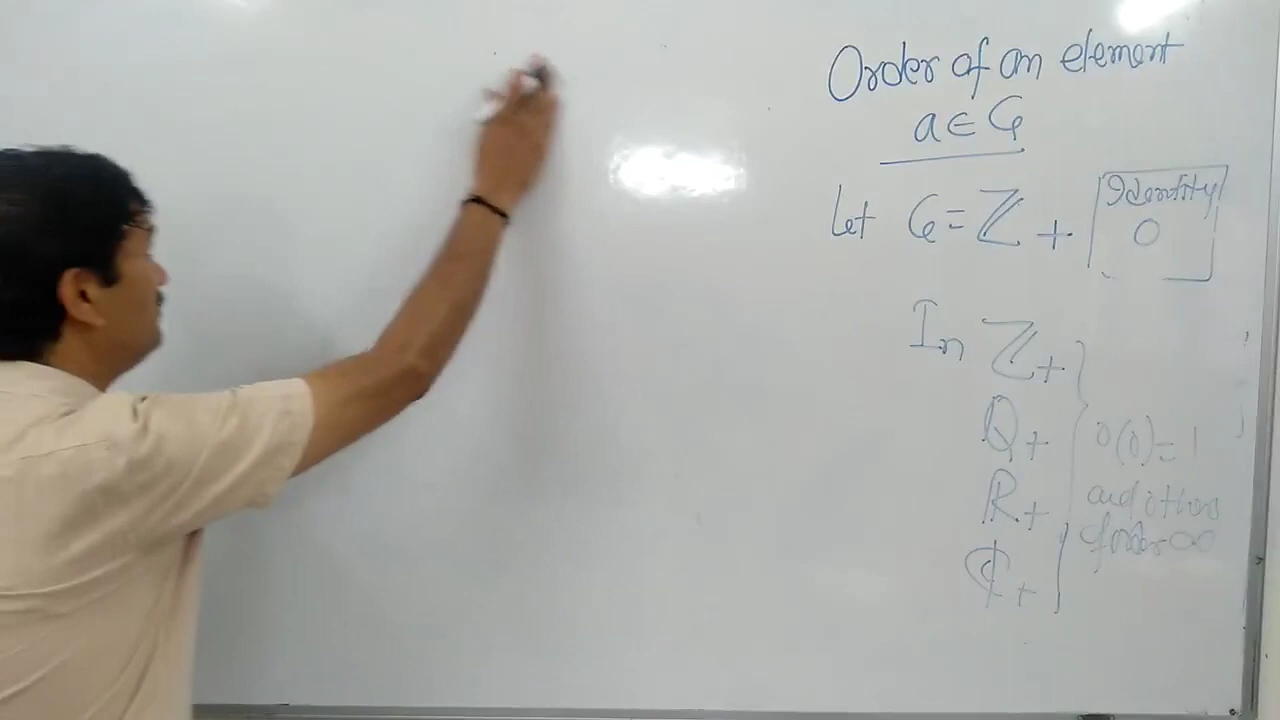 Order of an element
a ∈ G
Let G = ℤ + Identity
0
In ℤ +
ℚ +
ℝ +
ℂ +
o(0) = 1
and others
of order ∞